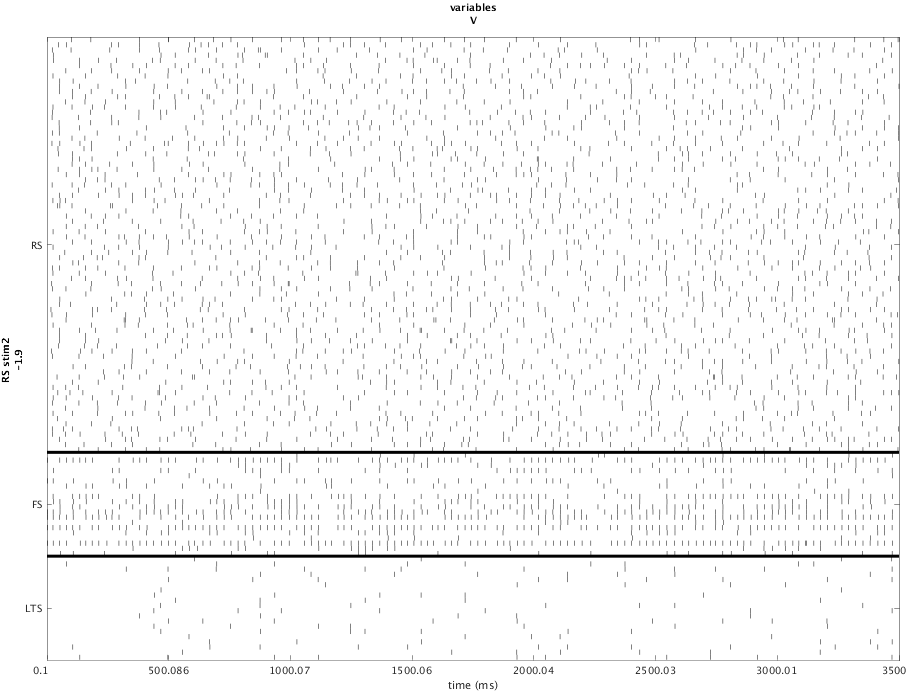 variables
V
RS stim2
-1.9
RS
FS
LTS
0.1 500.086 1000.07 1500.06 2000.04 2500.03 3000.01 3500
time (ms)